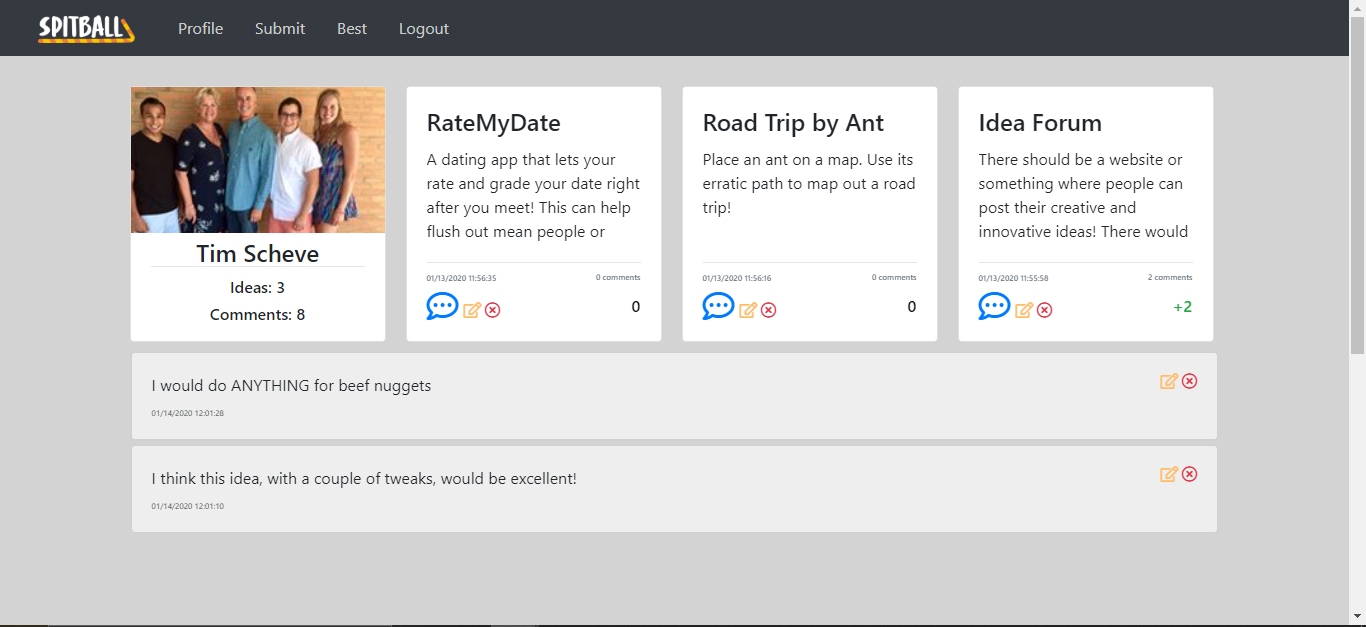 SPITBALL
Profile Submit Best Logout
Tim Scheve
Ideas: 3
Comments: 8
RateMyDate
A dating app that lets your
rate and grade your date right
after you meet! This can help
flush out mean people or
01/13/2020 11:56:35 0 comments
0
Road Trip by Ant
Place an ant on a map. Use its
erratic path to map out a road
trip!
01/13/2020 11:56:16 0 comments
0
Idea Forum
There should be a website or
something where people can
post their creative and
innovative ideas! There would
01/13/2020 11:55:58 2 comments
+2
I would do ANYTHING for beef nuggets
01/14/2020 12:01:28
I think this idea, with a couple of tweaks, would be excellent!
01/14/2020 12:01:10